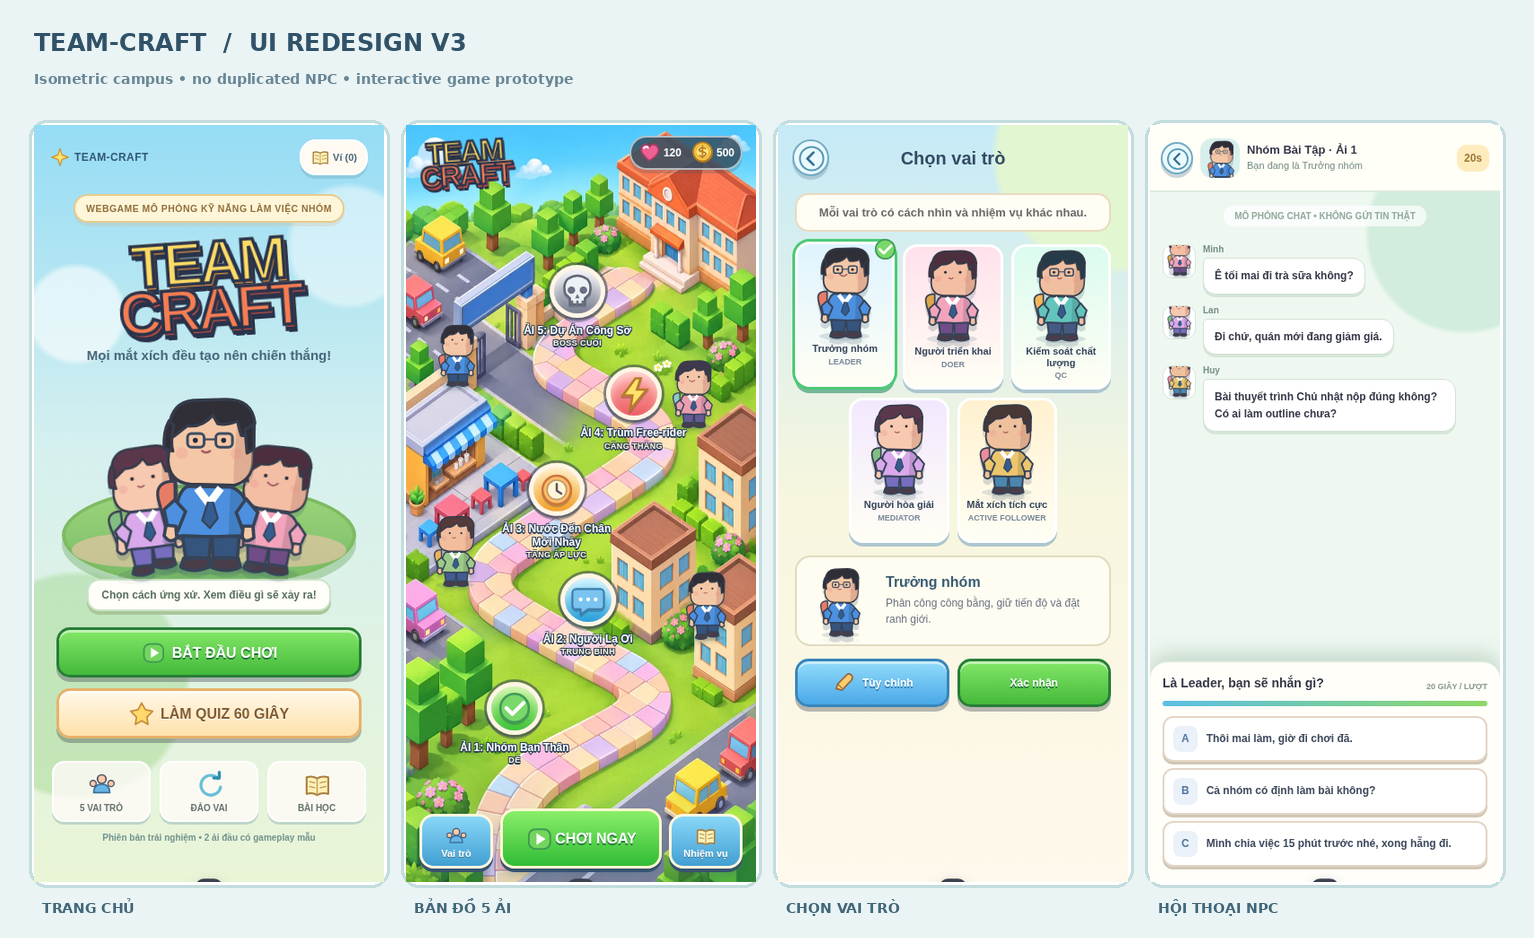 TEAM-CRAFT / UI REDESIGN V3
Isometric campus • no duplicated NPC • interactive game prototype
TEAM-CRAFT
Ví (0)
WEBGAME MÔ PHỎNG KỸ NĂNG LÀM VIỆC NHÓM
TEAM
CRAFT
Mọi mắt xích đều tạo nên chiến thắng!
Chọn cách ứng xử. Xem điều gì sẽ xảy ra!
BẮT ĐẦU CHƠI
LÀM QUIZ 60 GIÂY
5 VAI TRÒ
ĐẢO VAI
BÀI HỌC
Phiên bản trải nghiệm • 2 ải đầu có gameplay mẫu
TRANG CHỦ
TEAM
CRAFT
120
500
Ải 5: Dự Án Công Sở
BOSS CUỐI
Ải 4: Trùm Free-rider
CĂNG THẲNG
Ải 3: Nước Đến Chân
Mới Nhảy
TĂNG ÁP LỰC
Ải 2: Người Lạ Ơi
TRUNG BÌNH
Ải 1: Nhóm Bạn Thân
DỄ
Vai trò
CHƠI NGAY
Nhiệm vụ
BẢN ĐỒ 5 ẢI
Chọn vai trò
Mỗi vai trò có cách nhìn và nhiệm vụ khác nhau.
Trưởng nhóm
LEADER
Người triển khai
DOER
Kiểm soát chất
lượng
QC
Người hòa giải
MEDIATOR
Mắt xích tích cực
ACTIVE FOLLOWER
Trưởng nhóm
Phân công công bằng, giữ tiến độ và đặt
ranh giới.
Tùy chỉnh
Xác nhận
CHỌN VAI TRÒ
Nhóm Bài Tập · Ải 1
Bạn đang là Trưởng nhóm
20s
MÔ PHỎNG CHAT • KHÔNG GỬI TIN THẬT
Minh
Ê tối mai đi trà sữa không?
Lan
Đi chứ, quán mới đang giảm giá.
Huy
Bài thuyết trình Chủ nhật nộp đúng không?
Có ai làm outline chưa?
Là Leader, bạn sẽ nhắn gì?
20 GIÂY / LƯỢT
A
Thôi mai làm, giờ đi chơi đã.
B
Cả nhóm có định làm bài không?
C
Mình chia việc 15 phút trước nhé, xong hẵng đi.
HỘI THOẠI NPC